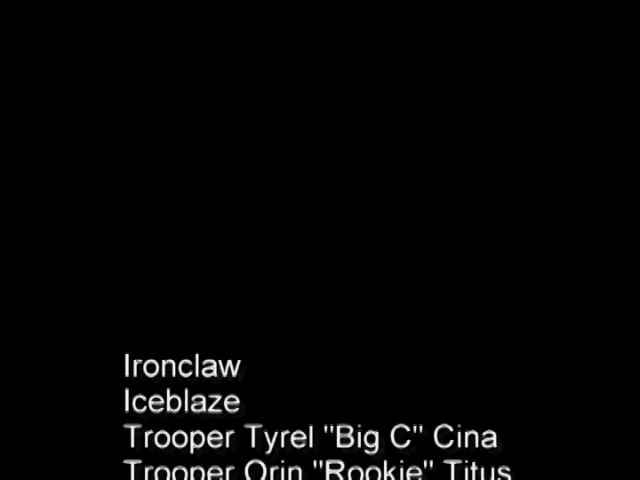 Ironclaw
Iceblaze
Trooper Tyrel "Big C" Cina
Trooper Orin "Rookie" Titus